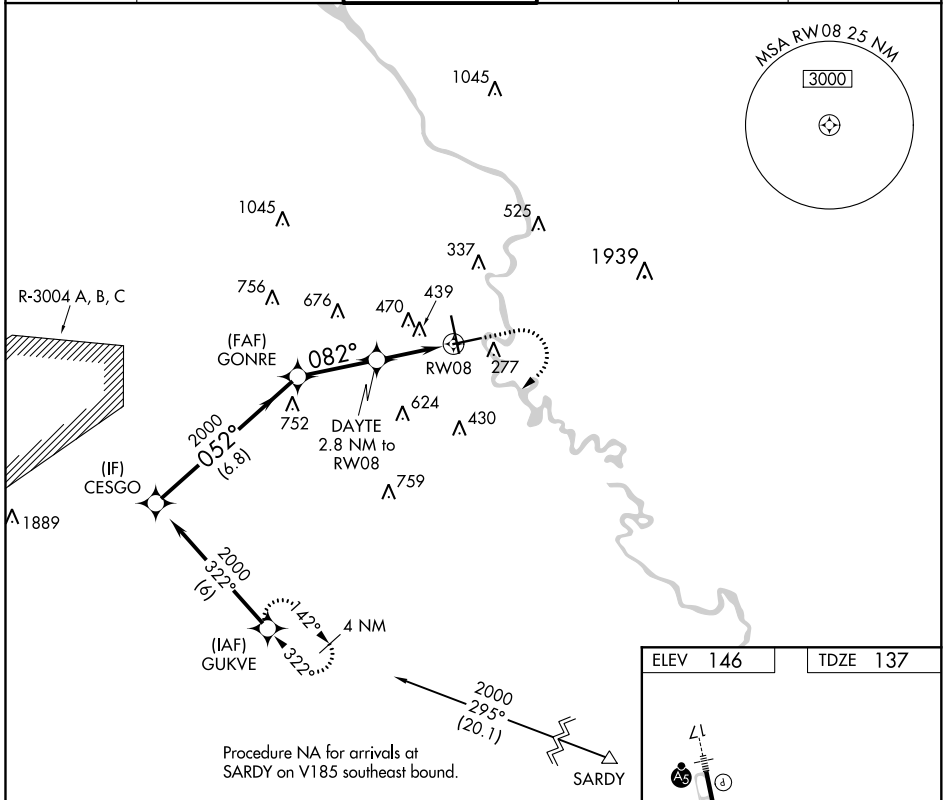 MSA RW08 25 NM
3000
1045
1045
525
337
1939
R-3004 A, B, C
756
676
470
439
(FAF)
GONRE
082°
RW08
277
752
624
430
DAYTE
2.8 NM to
RW08
2000
052°
(6.8)
(IF)
CESGO
759
1889
2000
322°
(6)
142°
4 NM
322°
(IAF)
GUKVE
2000
295°
(20.1)
SARDY
Procedure NA for arrivals at
SARDY on V185 southeast bound.
ELEV 146
TDZE 137
17
A5
P